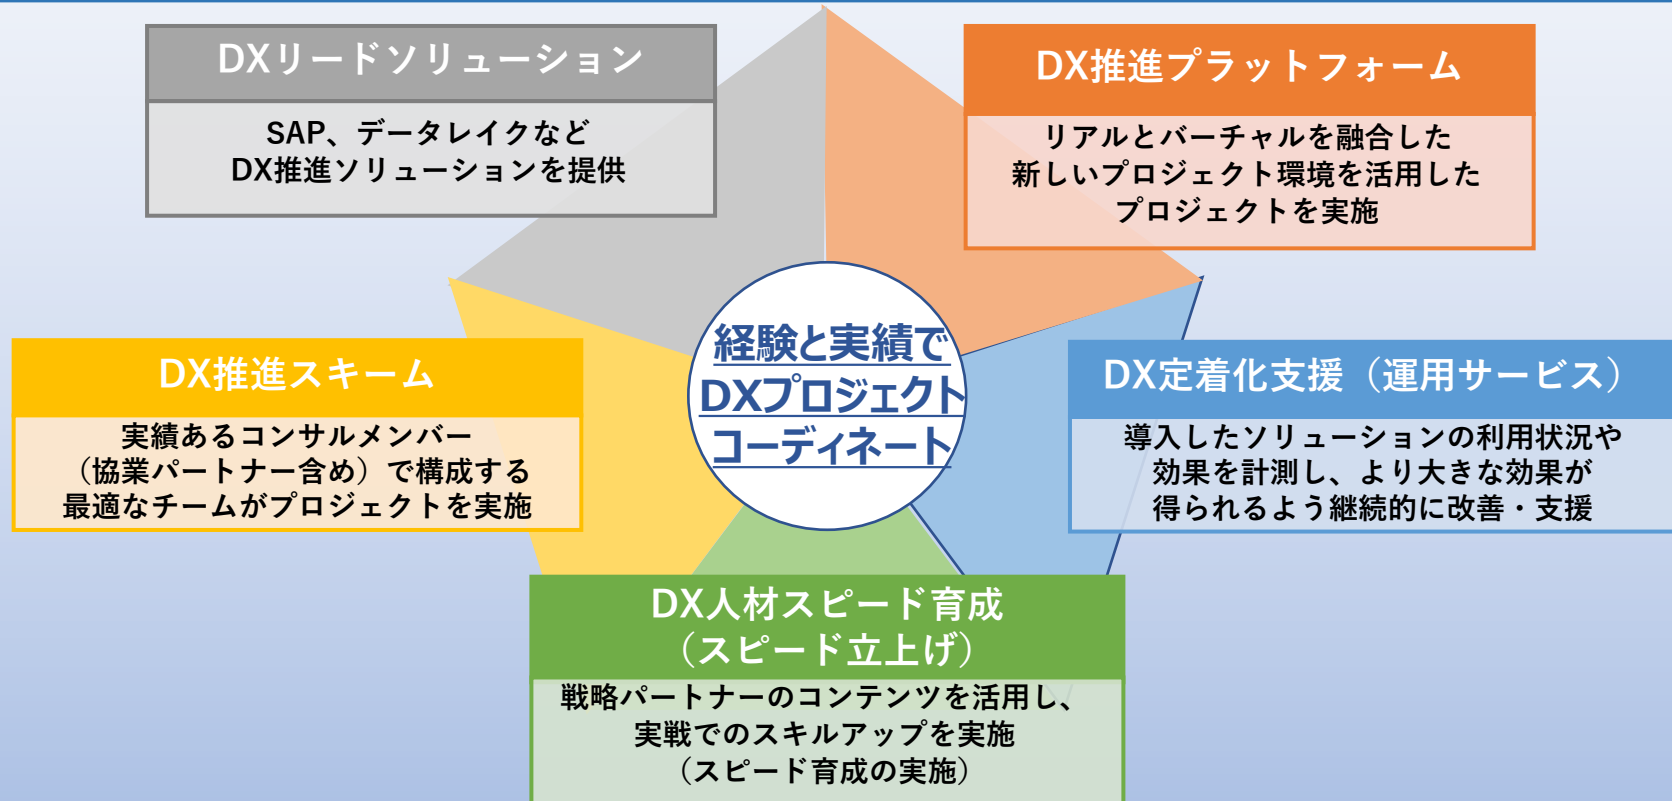 DXリードソリューション
SAP、データレイクなど
DX推進ソリューションを提供
DX推進プラットフォーム
リアルとバーチャルを融合した
新しいプロジェクト環境を活用した
プロジェクトを実施
経験と実績で
DXプロジェクト
コーディネート
DX推進スキーム
実績あるコンサルメンバー
（協業パートナー含め）で構成する
最適なチームがプロジェクトを実施
DX定着化支援（運用サービス）
導入したソリューションの利用状況や
効果を計測し、より大きな効果が
得られるよう継続的に改善・支援
DX人材スピード育成
（スピード立上げ）
戦略パートナーのコンテンツを活用し、
実戦でのスキルアップを実施
（スピード育成の実施）